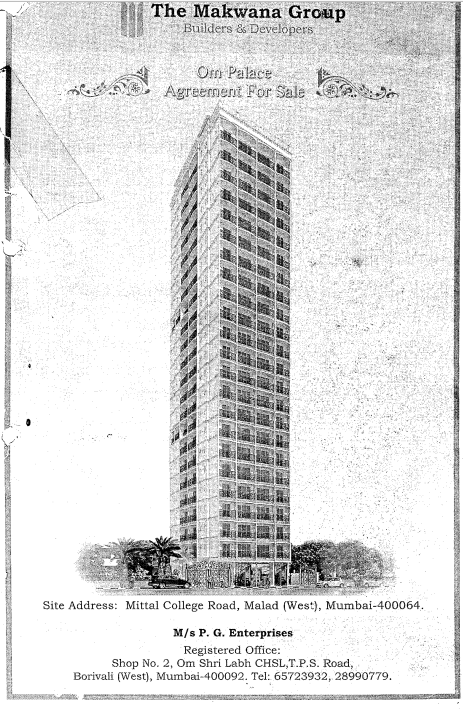 The Makwana Group
Builders & Developers
Om Palace
Agreement For Sale
Site Address: Mittal College Road, Malad (West), Mumbai-400064.
M/s P. G. Enterprises
Registered Office:
Shop No. 2, Om Shri Labh CHSL,T.P.S. Road,
Borivali (West), Mumbai-400092. Tel: 65723932, 28990779.